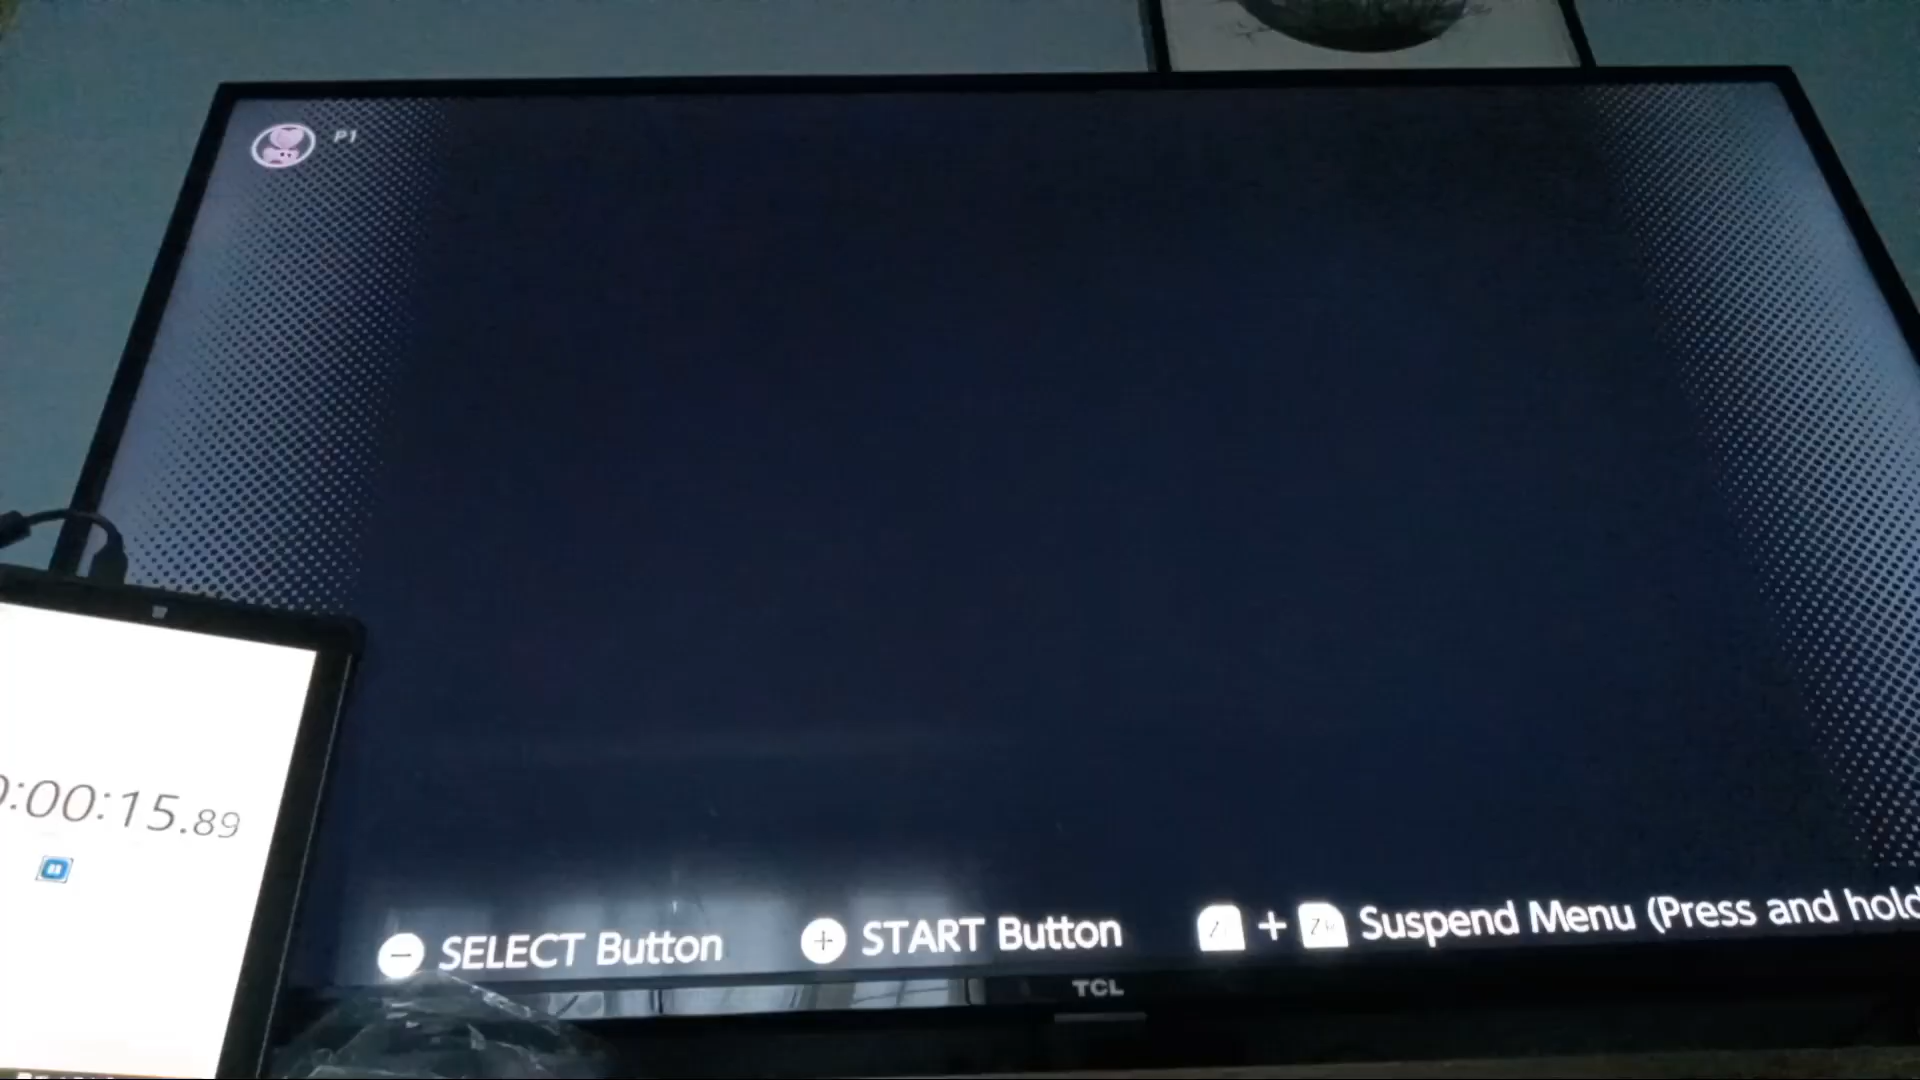 P1
0:00:15.89
SELECT Button
START Button
+
Suspend Menu (Press and hold
TCL